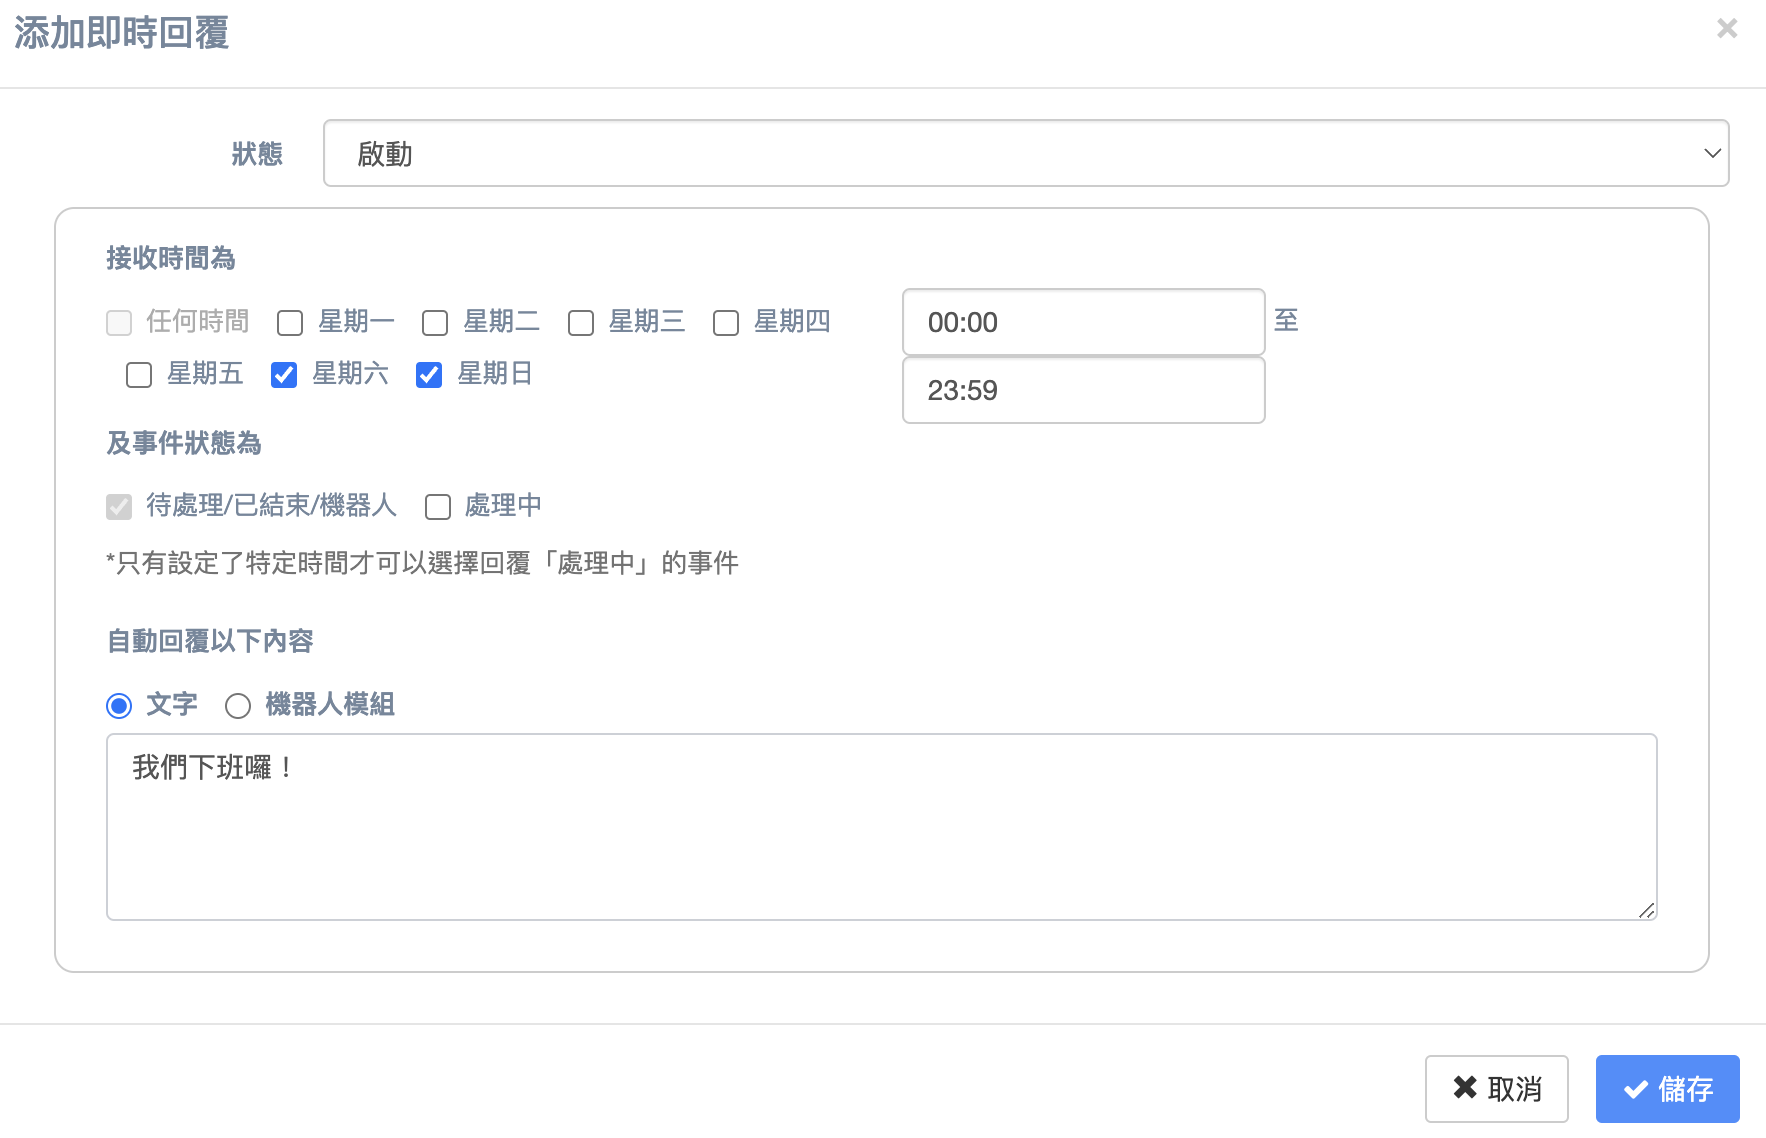 添加即時回覆
×
狀態
啟動
接收時間為
任何時間 星期一 星期二 星期三 星期四
星期五 星期六 星期日
00:00 至
23:59
及事件狀態為
待處理/已結束/機器人 處理中
*只有設定了特定時間才可以選擇回覆「處理中」的事件
自動回覆以下內容
文字 機器人模組
我們下班囉！
取消
儲存